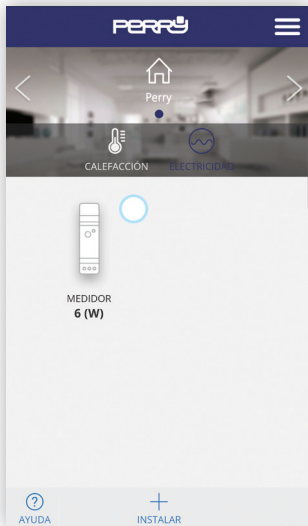 PERRY
Perry
CALEFACCIÓN
ELECTRICIDAD
MEDIDOR
6 (W)
AYUDA
INSTALAR